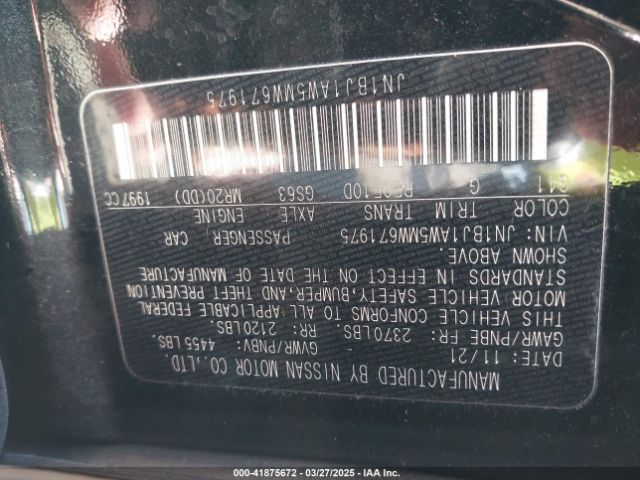 MANUFACTURED BY NISSAN MOTOR CO.,LTD.
DATE: 11/21 GVWR/PNBV: 4455 LBS.
GAWR/PNBE FR: 2370LBS. RR: 2120LBS.
THIS VEHICLE CONFORMS TO ALL APPLICABLE FEDERAL
MOTOR VEHICLE SAFETY, BUMPER, AND THEFT PREVENTION
STANDARDS IN EFFECT ON THE DATE OF MANUFACTURE
SHOWN ABOVE.
VIN: JN1BJ1AW5MW671975 PASSENGER CAR
COLOR TRIM TRANS AXLE ENGINE
G41 G RE0F10D GS63 MR20(DD) 1997CC
JN1BJ1AW5MW671975
000-41875672 | 03/27/2025 | IAA Inc.